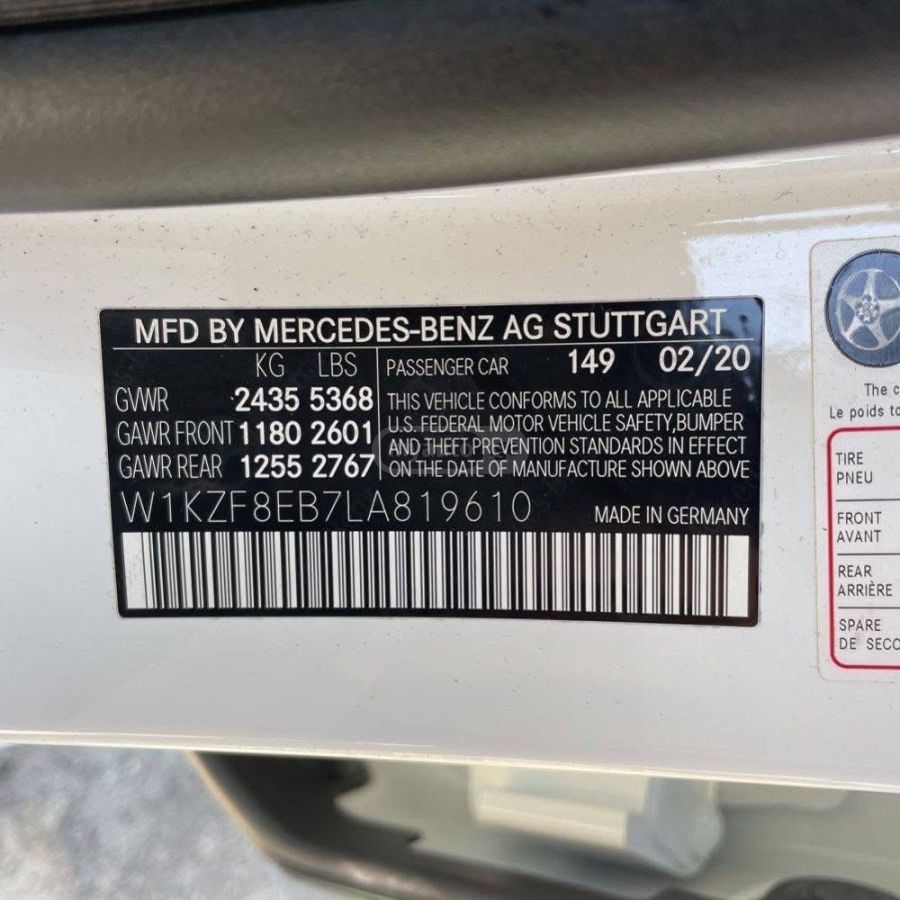 MFD BY MERCEDES-BENZ AG STUTTGART
KG LBS
GVWR 2435 5368
GAWR FRONT 1180 2601
GAWR REAR 1255 2767
PASSENGER CAR 149 02/20
THIS VEHICLE CONFORMS TO ALL APPLICABLE
U.S. FEDERAL MOTOR VEHICLE SAFETY,BUMPER
AND THEFT PREVENTION STANDARDS IN EFFECT
ON THE DATE OF MANUFACTURE SHOWN ABOVE
W1KZF8EB7LA819610 MADE IN GERMANY
The c
Le poids to
TIRE
PNEU
FRONT
AVANT
REAR
ARRIÈRE
SPARE
DE SECO